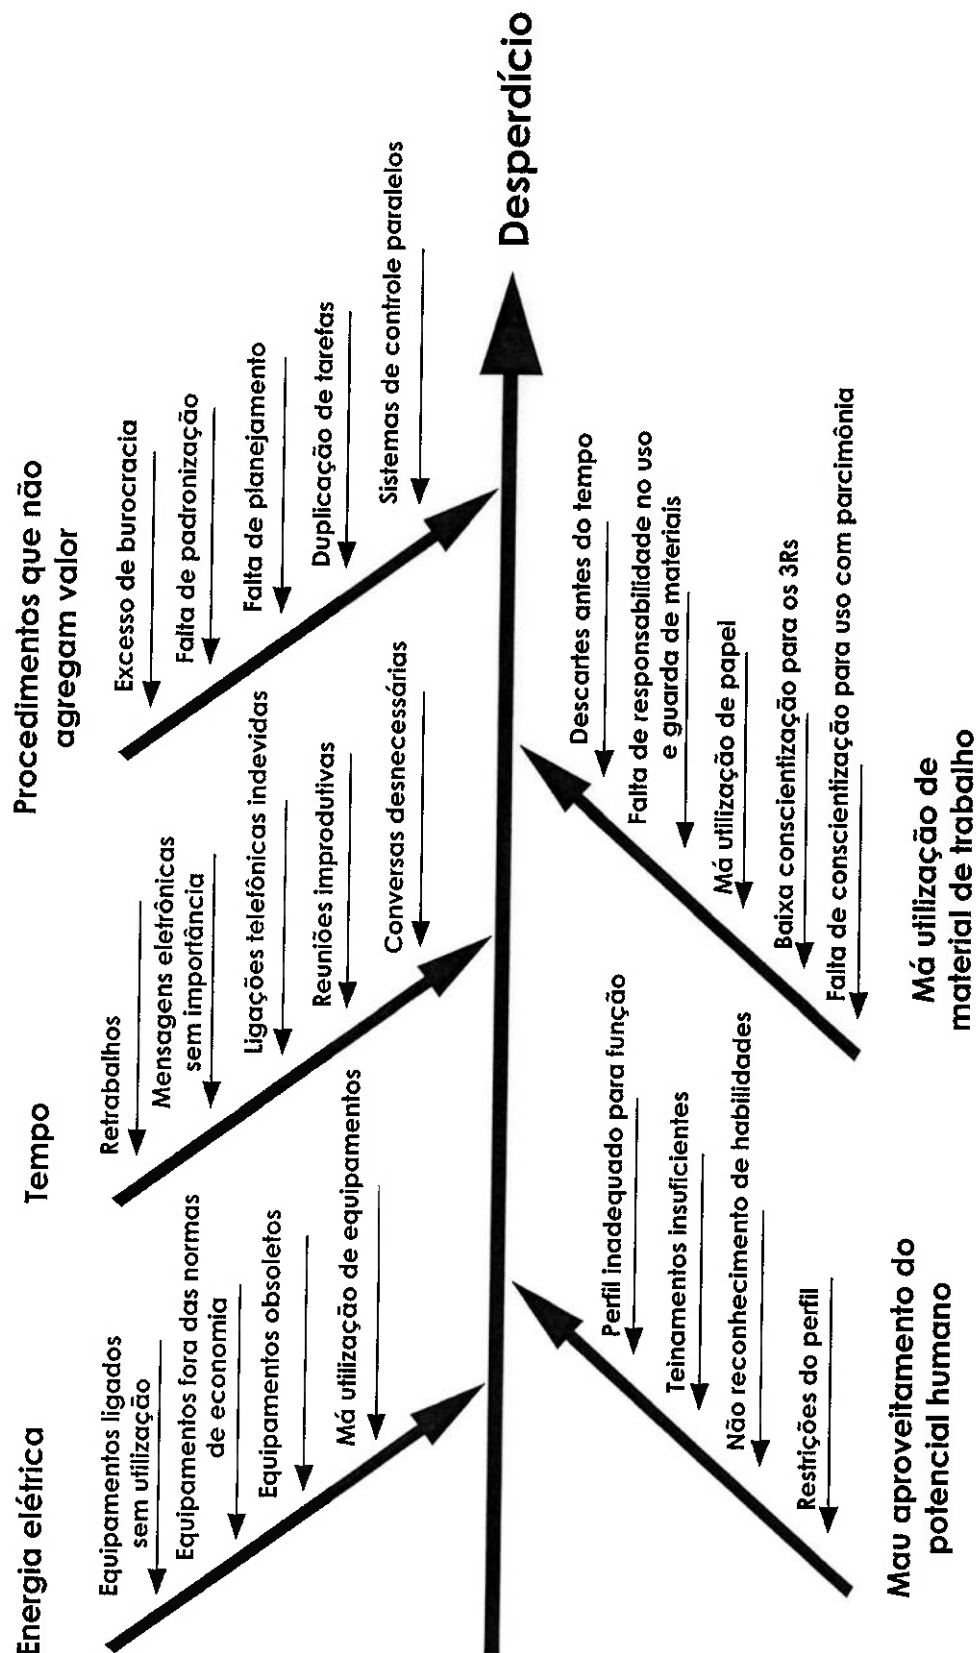 Energia elétrica
Equipamentos ligados
sem utilização
Equipamentos fora das normas
de economia
Equipamentos obsoletos
Má utilização de equipamentos
Tempo
Retrabalhos
Mensagens eletrônicas
sem importância
Ligações telefônicas indevidas
Reuniões improdutivas
Conversas desnecessárias
Procedimentos que não
agregam valor
Excesso de burocracia
Falta de padronização
Falta de planejamento
Duplicação de tarefas
Sistemas de controle paralelos
Desperdício
Perfil inadequado para função
Teinamentos insuficientes
Não reconhecimento de habilidades
Restrições do perfil
Mau aproveitamento do
potencial humano
Descartes antes do tempo
Falta de responsabilidade no uso
e guarda de materiais
Má utilização de papel
Baixa conscientização para os 3Rs
Falta de conscientização para uso com parcimônia
Má utilização de
material de trabalho